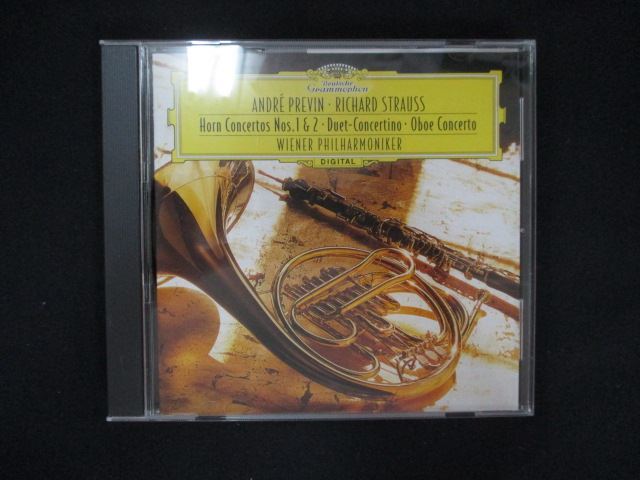 Deutsche
Grammophon
ANDRÉ PREVIN · RICHARD STRAUSS
Horn Concertos Nos. 1 & 2 · Duet-Concertino · Oboe Concerto
WIENER PHILHARMONIKER
DIGITAL